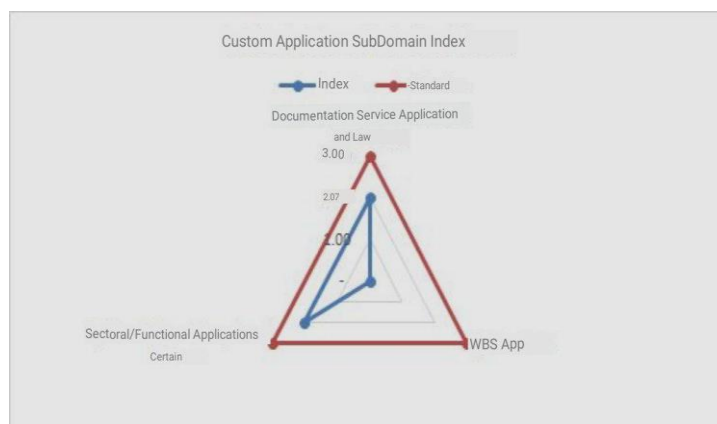 Custom Application SubDomain Index
Index
Standard
Documentation Service Application
and Law
3.00
2.07
1.00
-
Sectoral/Functional Applications
Certain
WBS App